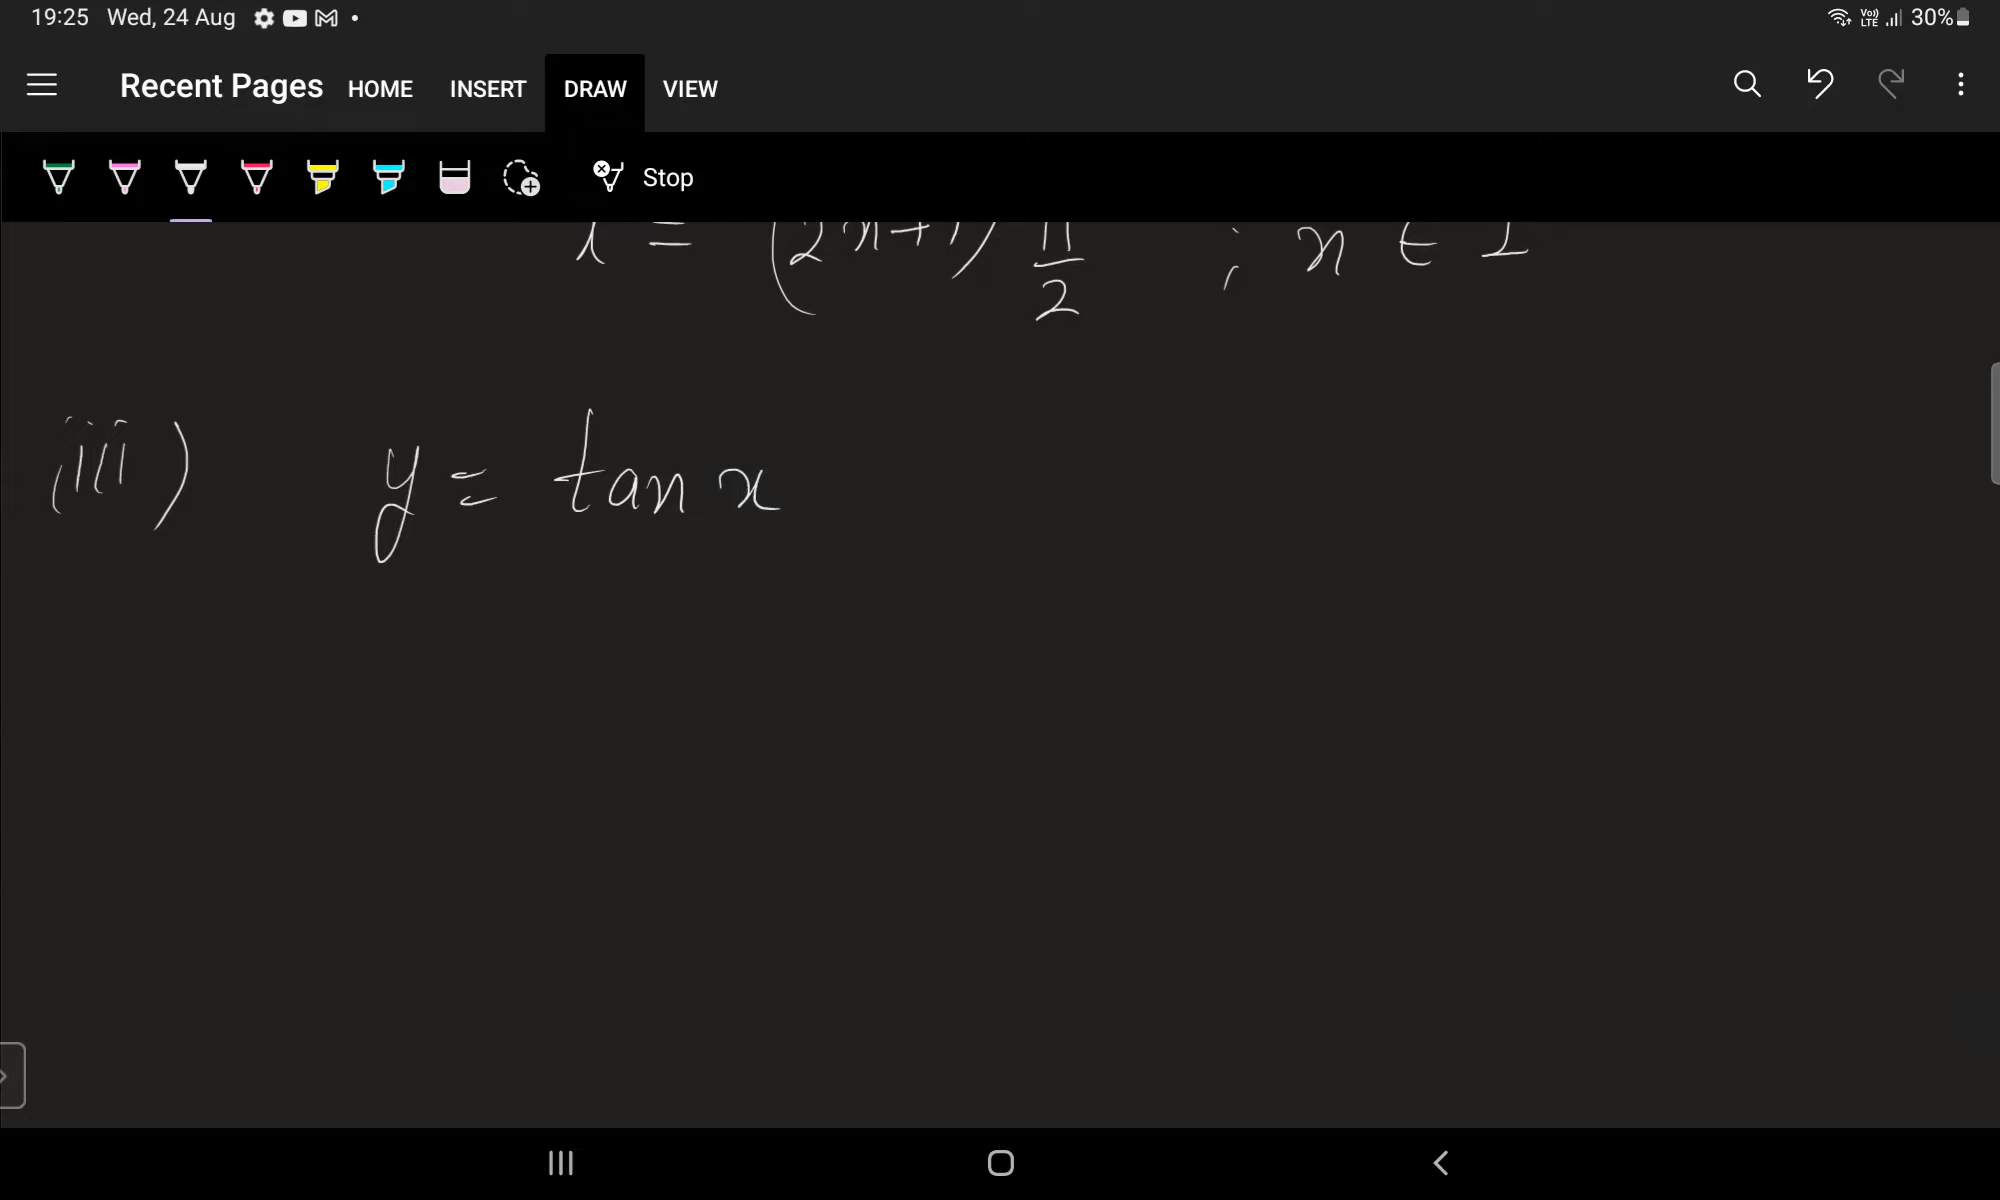 19:25 Wed, 24 Aug 30%
Recent Pages HOME INSERT DRAW VIEW
Stop
= (2n+1) π/2 ; n ∈ I
(iii) y = tan x